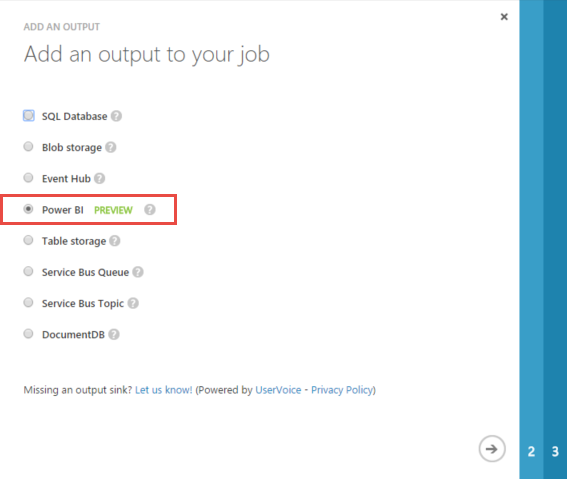 ADD AN OUTPUT
Add an output to your job
SQL Database ?
Blob storage ?
Event Hub ?
Power BI PREVIEW ?
Table storage ?
Service Bus Queue ?
Service Bus Topic ?
DocumentDB ?
Missing an output sink? Let us know! (Powered by UserVoice - Privacy Policy)
2 3